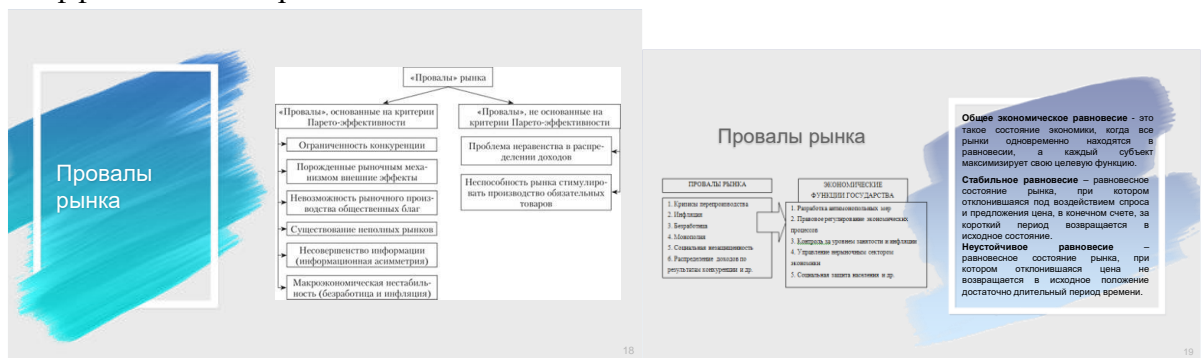 Провалы
рынка
«Провалы» рынка
«Провалы», основанные на критерии
Парето-эффективности
Ограниченность конкуренции
Порожденные рыночным меха-
низмом внешние эффекты
Невозможность рыночного произ-
водства общественных благ
Существование неполных рынков
Несовершенство информации
(информационная асимметрия)
Макроэкономическая нестабиль-
ность (безработица и инфляция)
«Провалы», не основанные на
критерии Парето-эффективности
Проблема неравенства в распре-
делении доходов
Неспособность рынка стимулиро-
вать производство обязательных
товаров
18
Провалы рынка
ПРОВАЛЫ РЫНКА
1. Кризисы перепроизводства
2. Инфляция
3. Безработица
4. Монополия
5. Социальная незащищенность
6. Распределение доходов по
результатам конкуренции и др.
ЭКОНОМИЧЕСКИЕ
ФУНКЦИИ ГОСУДАРСТВА
1. Разработка антимонопольных мер
2. Правовое регулирование экономических
процессов
3. Контроль за уровнем занятости и инфляции
4. Управление нерыночным сектором
экономики
5. Социальная защита населения и др.
Общее экономическое равновесие - это
такое состояние экономики, когда все
рынки одновременно находятся в
равновесии, а каждый субъект
максимизирует свою целевую функцию.
Стабильное равновесие – равновесное
состояние рынка, при котором
отклонившаяся под воздействием спроса
и предложения цена, в конечном счете, за
короткий период возвращается в
исходное состояние.
Неустойчивое равновесие –
равновесное состояние рынка, при
котором отклонившаяся цена не
возвращается в исходное положение
достаточно длительный период времени.
19